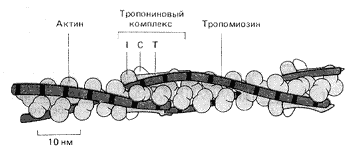 Тропониновый
комплекс
Актин
I C T
Тропомиозин
10 нм